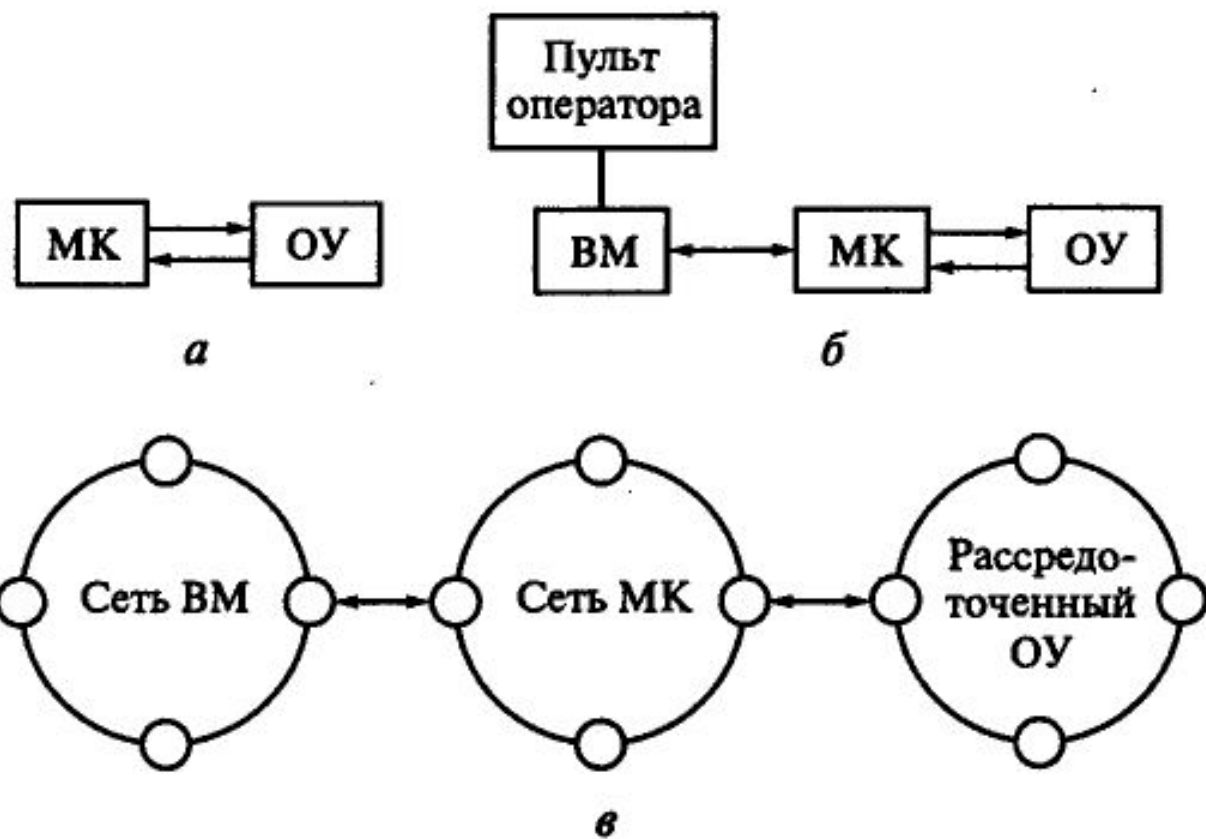 Пульт
оператора
МК
ОУ
ВМ
МК
ОУ
а
б
Сеть ВМ
Сеть МК
Рассредо-
точенный
ОУ
в